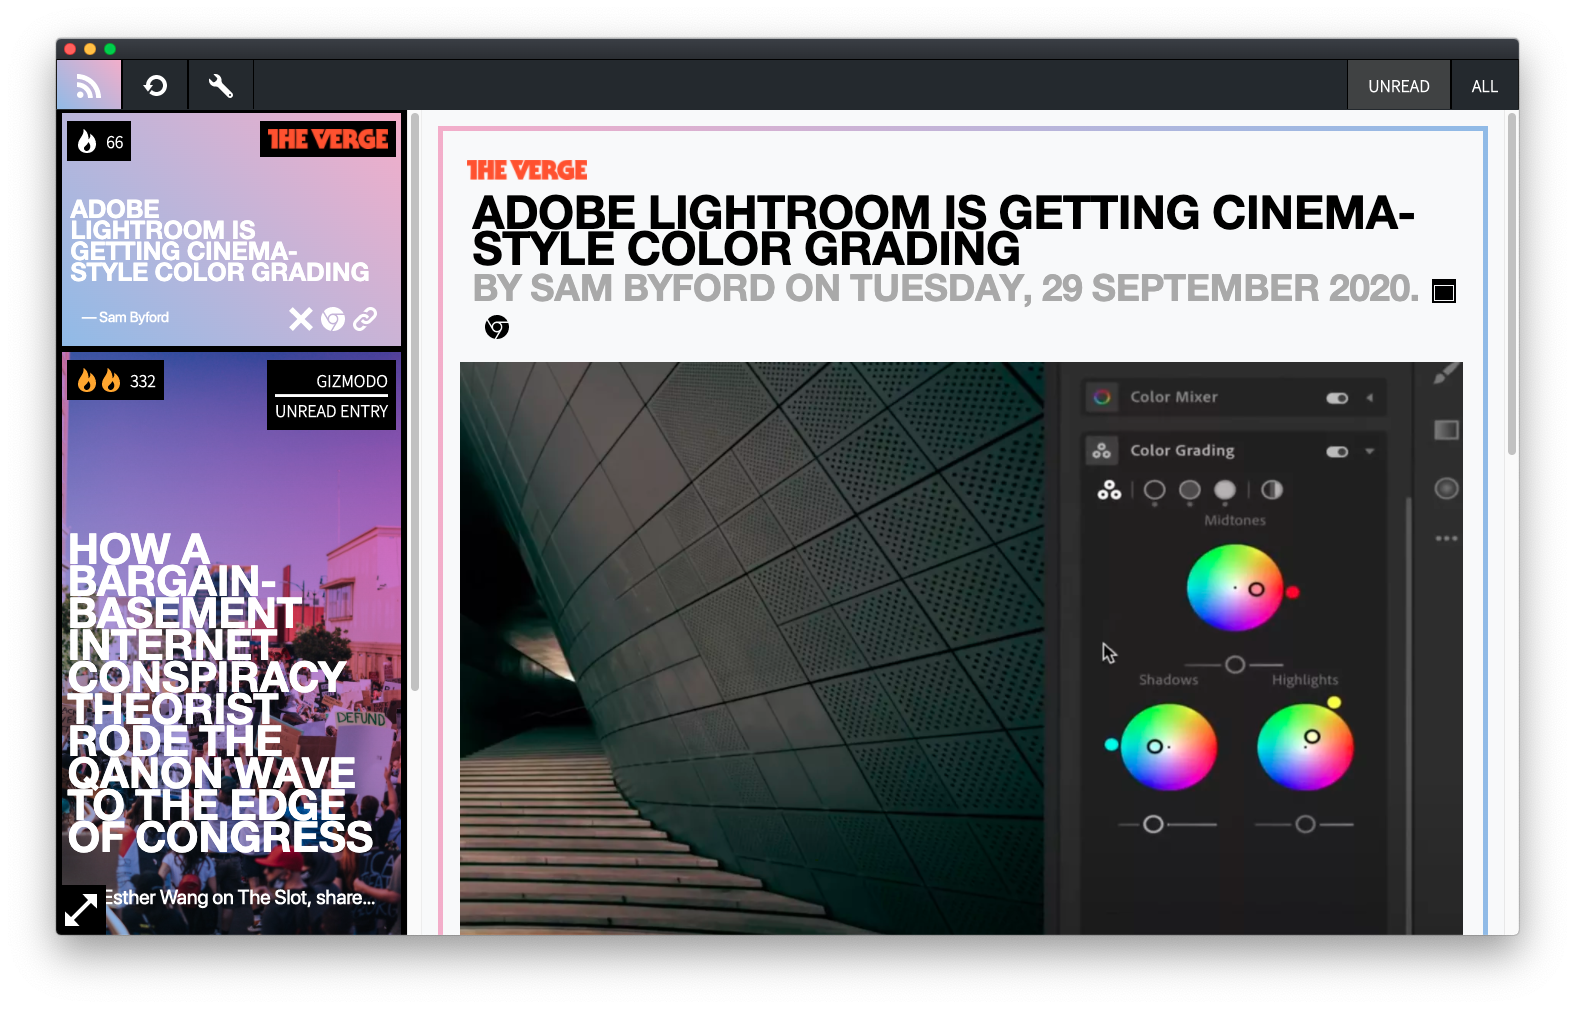 UNREAD
ALL
66
THE VERGE
ADOBE
LIGHTROOM IS
GETTING CINEMA-
STYLE COLOR GRADING
— Sam Byford
332
GIZMODO
UNREAD ENTRY
HOW A
BARGAIN-
BASEMENT
INTERNET
CONSPIRACY
THEORIST
RODE THE
QANON WAVE
TO THE EDGE
OF CONGRESS
DEFUND
Esther Wang on The Slot, share...
THE VERGE
ADOBE LIGHTROOM IS GETTING CINEMA-
STYLE COLOR GRADING
BY SAM BYFORD ON TUESDAY, 29 SEPTEMBER 2020.
Color Mixer
Color Grading
Midtones
Shadows
Highlights